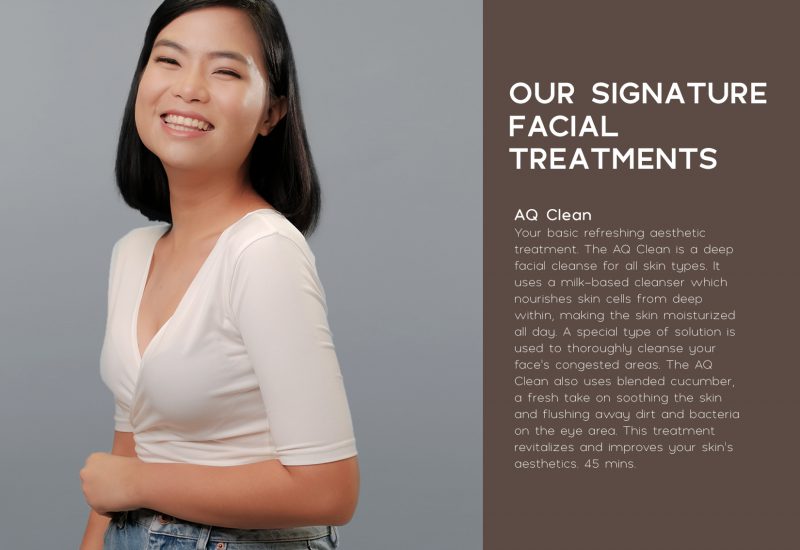 OUR SIGNATURE
FACIAL
TREATMENTS
AQ Clean
Your basic refreshing aesthetic
treatment. The AQ Clean is a deep
facial cleanse for all skin types. It
uses a milk-based cleanser which
nourishes skin cells from deep
within, making the skin moisturized
all day. A special type of solution is
used to thoroughly cleanse your
face's congested areas. The AQ
Clean also uses blended cucumber,
a fresh take on soothing the skin
and flushing away dirt and bacteria
on the eye area. This treatment
revitalizes and improves your skin's
aesthetics. 45 mins.